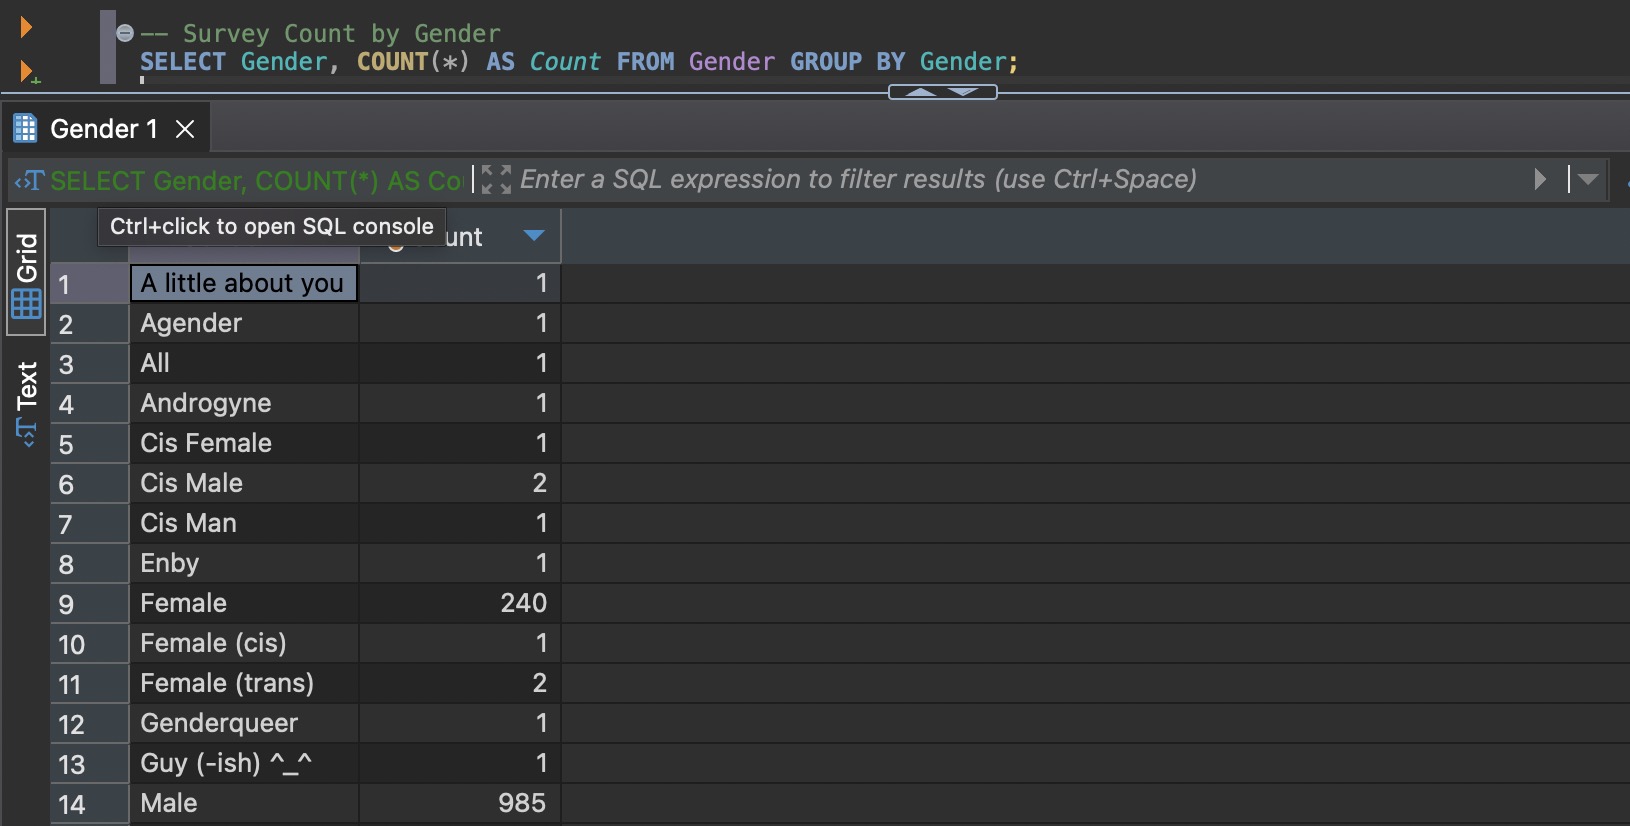 -- Survey Count by Gender
SELECT Gender, COUNT(*) AS Count FROM Gender GROUP BY Gender;
Gender 1
SELECT Gender, COUNT(*) AS Co
Enter a SQL expression to filter results (use Ctrl+Space)
Ctrl+click to open SQL console
unt
Grid
Text
1 A little about you 1
2 Agender 1
3 All 1
4 Androgyne 1
5 Cis Female 1
6 Cis Male 2
7 Cis Man 1
8 Enby 1
9 Female 240
10 Female (cis) 1
11 Female (trans) 2
12 Genderqueer 1
13 Guy (-ish) ^_^ 1
14 Male 985